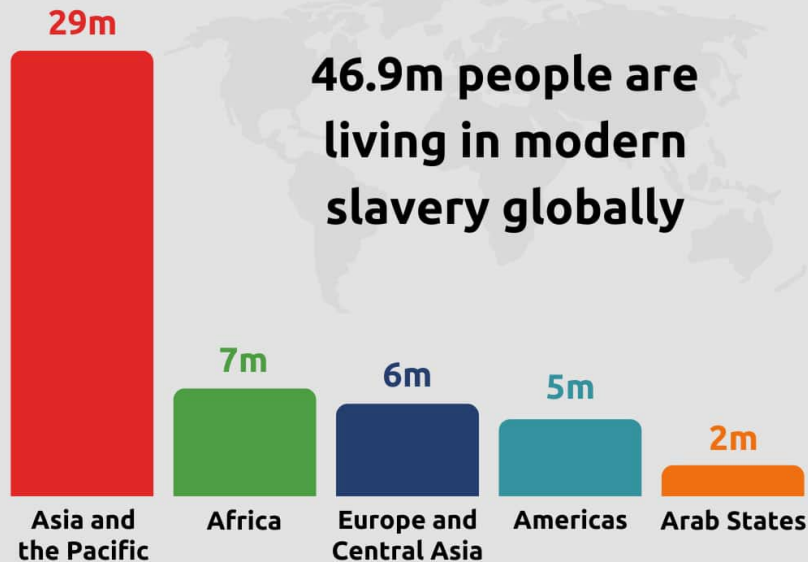 29m
46.9m people are
living in modern
slavery globally
7m
6m
5m
2m
Asia and
the Pacific
Africa
Europe and
Central Asia
Americas
Arab States